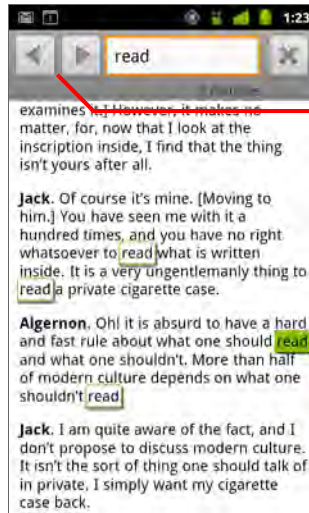 1:23
read
examines it.] However, it makes no
matter, for, now that I look at the
inscription inside, I find that the thing
isn't yours after all.
Jack. Of course it's mine. [Moving to
him.] You have seen me with it a
hundred times, and you have no right
whatsoever to read what is written
inside. It is a very ungentlemanly thing to
read a private cigarette case.
Algernon. Oh! it is absurd to have a hard
and fast rule about what one should read
and what one shouldn't. More than half
of modern culture depends on what one
shouldn't read.
Jack. I am quite aware of the fact, and I
don't propose to discuss modern culture.
It isn't the sort of thing one should talk of
in private. I simply want my cigarette
case back.